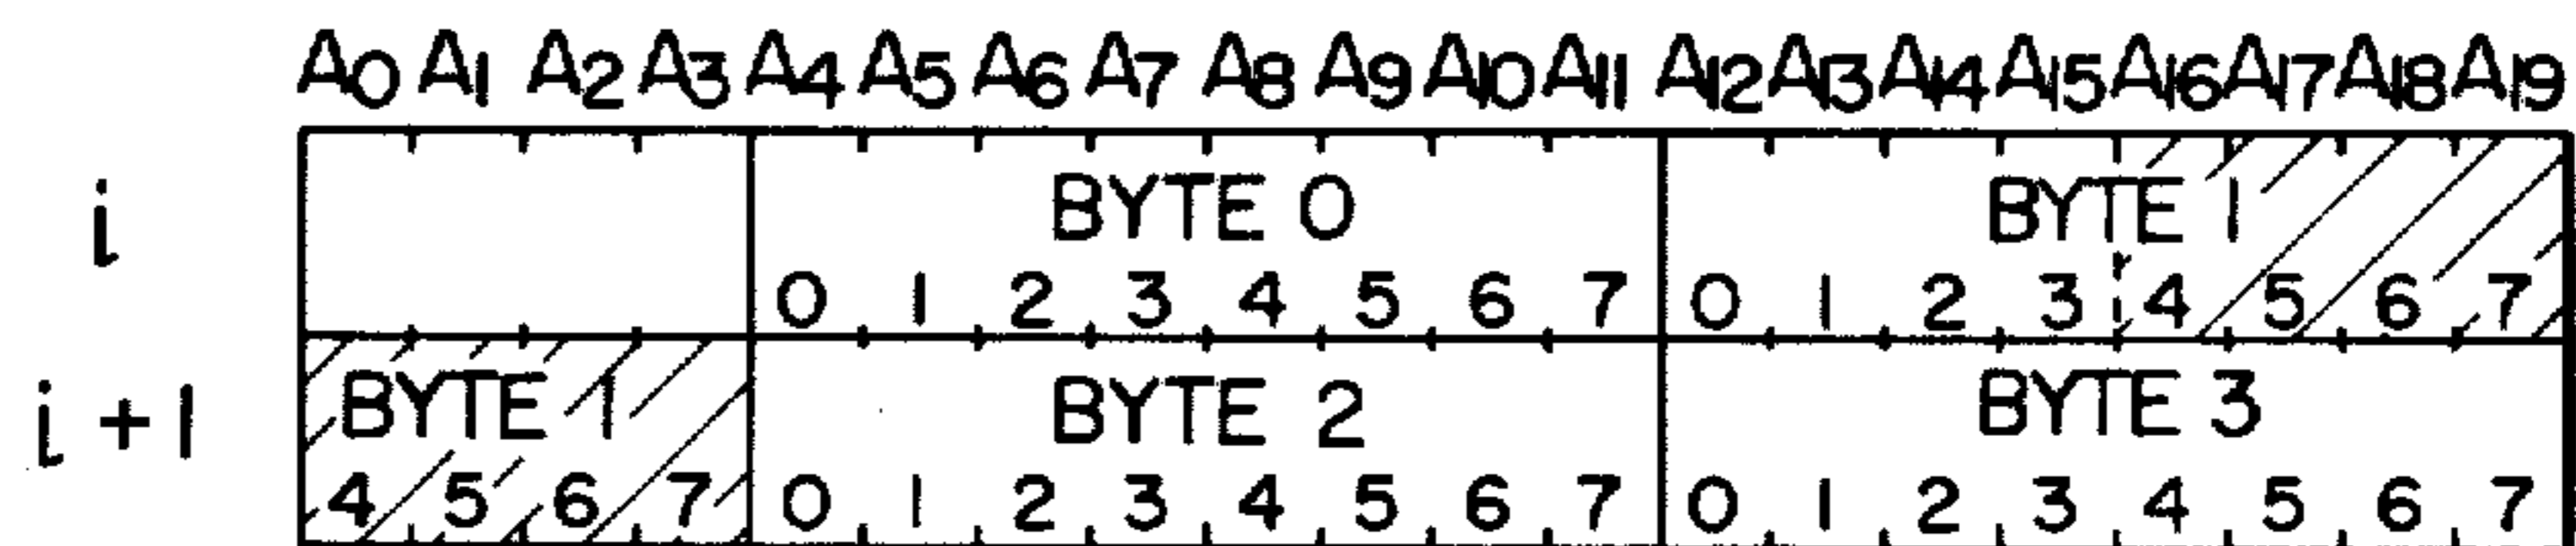 A0 A1 A2 A3 A4 A5 A6 A7 A8 A9 A10 A11 A12 A13 A14 A15 A16 A17 A18 A19
i BYTE 0 BYTE 1
0 1 2 3 4 5 6 7 0 1 2 3 4 5 6 7
i+1 BYTE 1 BYTE 2 BYTE 3
4 5 6 7 0 1 2 3 4 5 6 7 0 1 2 3 4 5 6 7